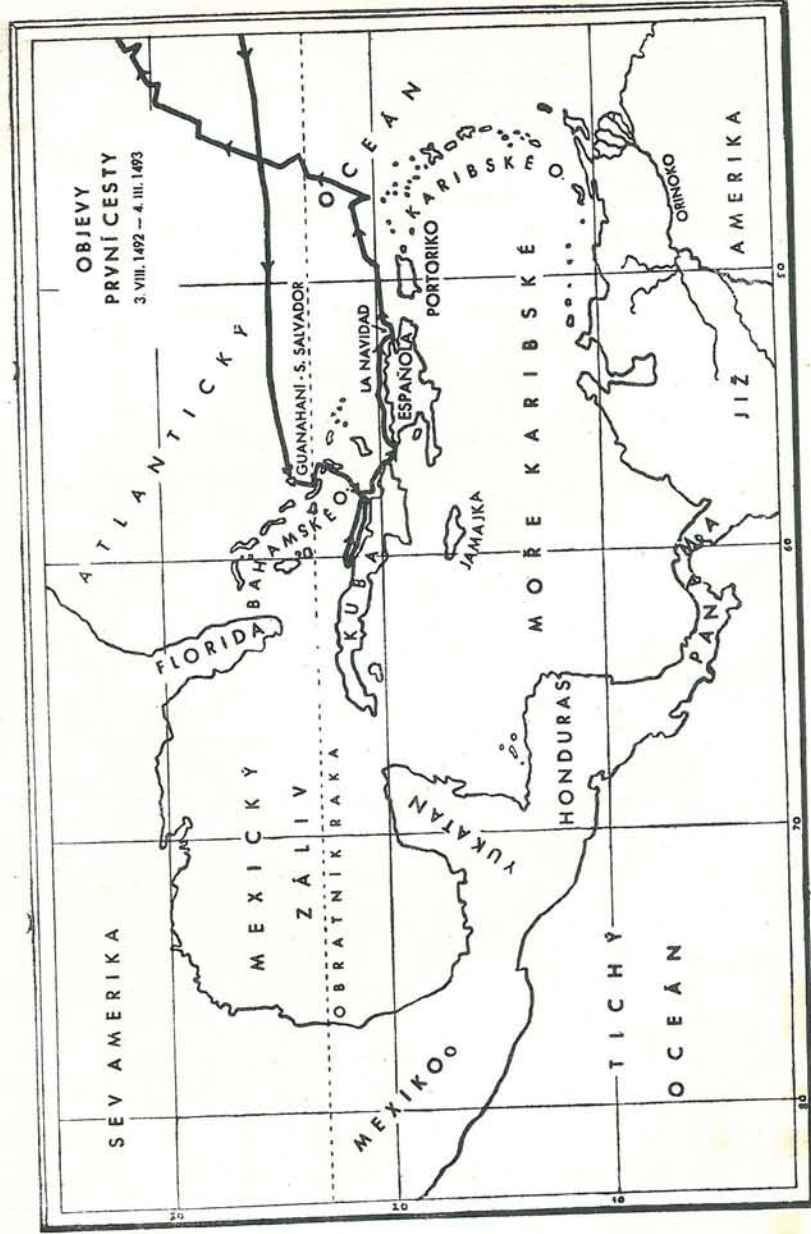 OBJEVY
PRVNÍ CESTY
3. VIII. 1492 — 4. III. 1493
SEV AMERIKA
ATLANTICKÝ
OCEÁN
FLORIDA
BAHAMSKÉ O.
GUANAHANI - S. SALVADOR
MEXICKÝ
ZÁLIV
OBRATNÍK RAKA
KUBA
LA NAVIDAD
ESPAÑOLA
PORTORIKO
KARIBSKÉ O.
JAMAJKA
MEXIKO
YUKATAN
HONDURAS
MOŘE KARIBSKÉ
TICHÝ
OCEÁN
PANAMA
ORINOKO
JIŽ AMERIKA
30
20
10
80
70
60
50